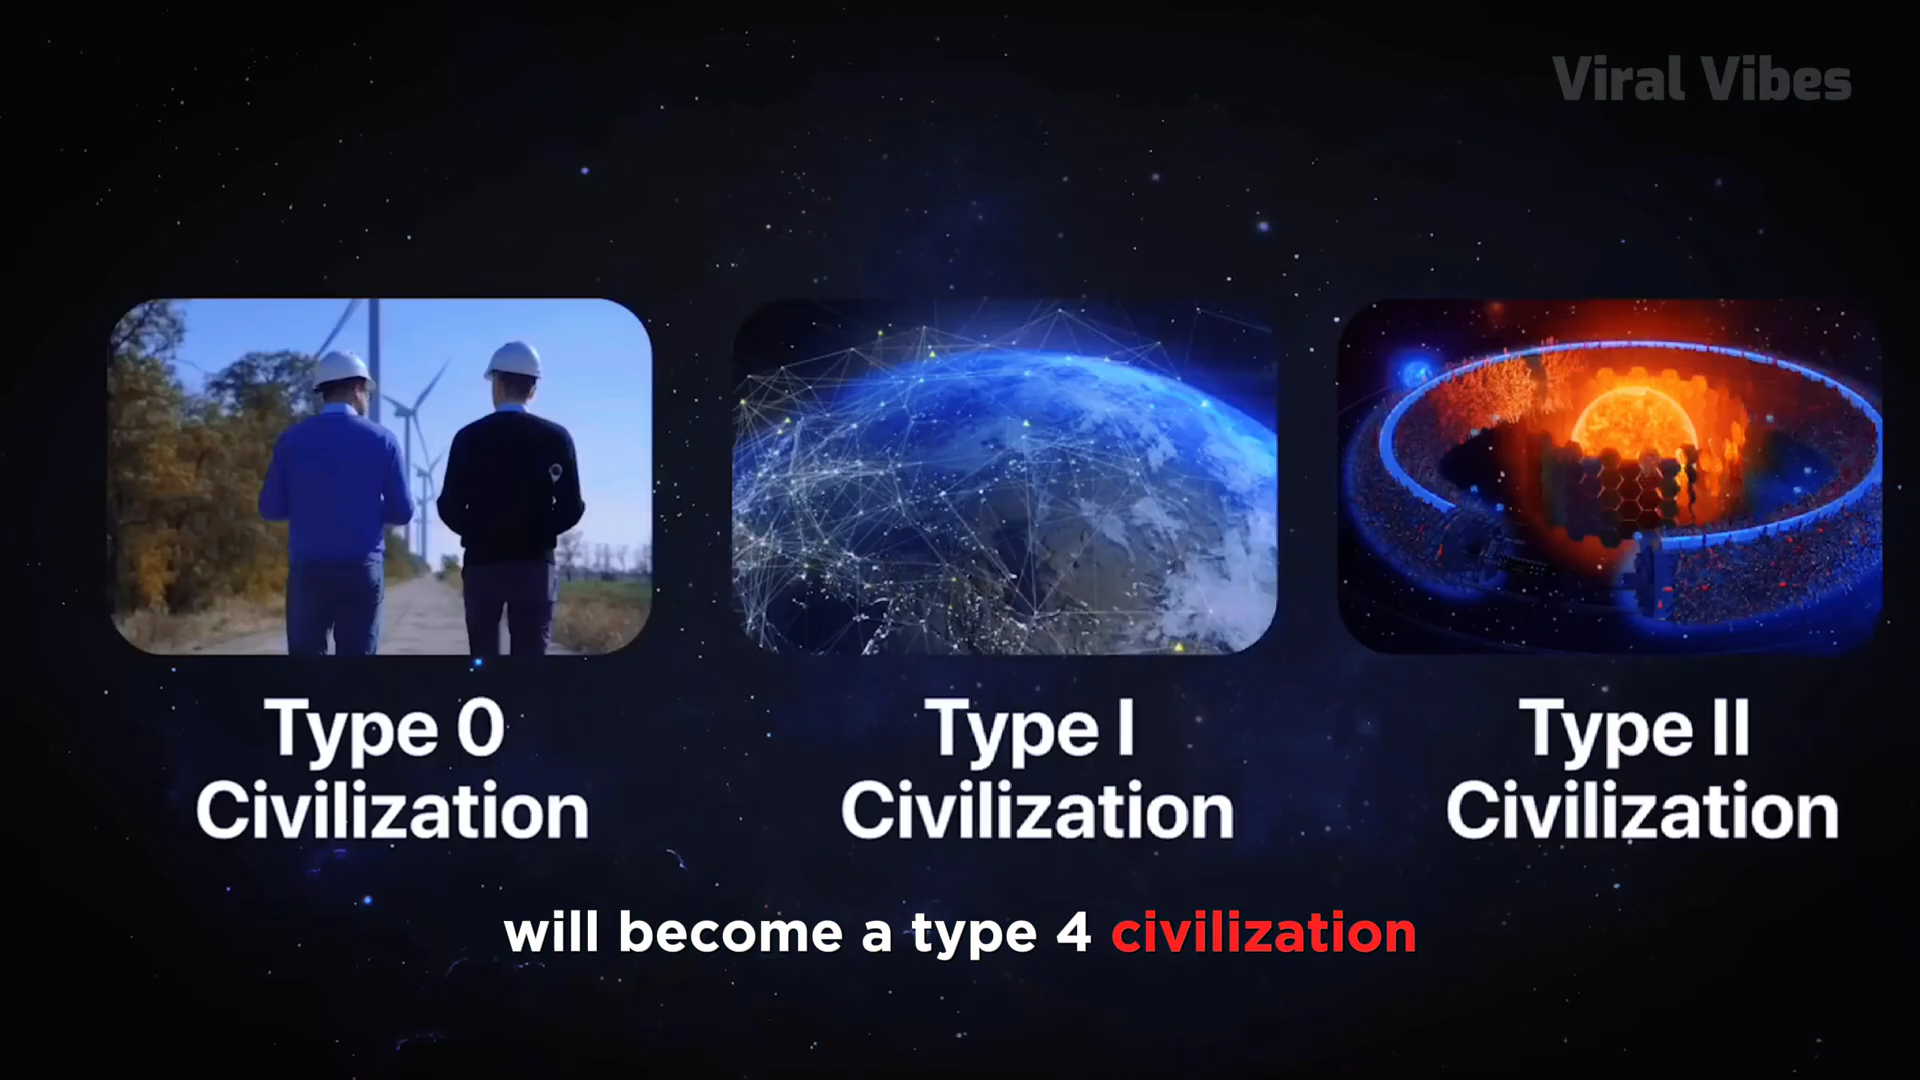 Viral Vibes
Type 0
Civilization
Type I
Civilization
Type II
Civilization
will become a type 4 civilization